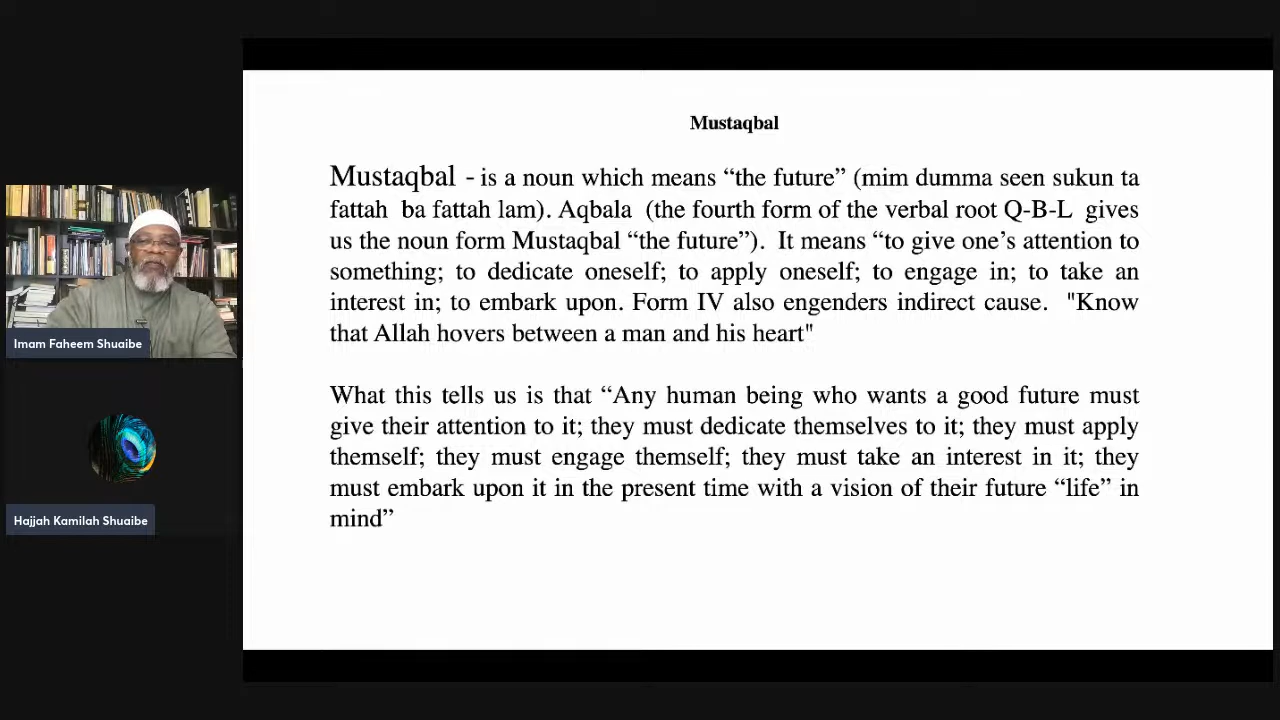 Mustaqbal
Mustaqbal - is a noun which means “the future” (mim dumma seen sukun ta
fattah ba fattah lam). Aqbala (the fourth form of the verbal root Q-B-L gives
us the noun form Mustaqbal “the future”). It means “to give one’s attention to
something; to dedicate oneself; to apply oneself; to engage in; to take an
interest in; to embark upon. Form IV also engenders indirect cause. "Know
that Allah hovers between a man and his heart"
What this tells us is that “Any human being who wants a good future must
give their attention to it; they must dedicate themselves to it; they must apply
themself; they must engage themself; they must take an interest in it; they
must embark upon it in the present time with a vision of their future “life” in
mind”
Imam Faheem Shuaibe
Hajjah Kamilah Shuaibe